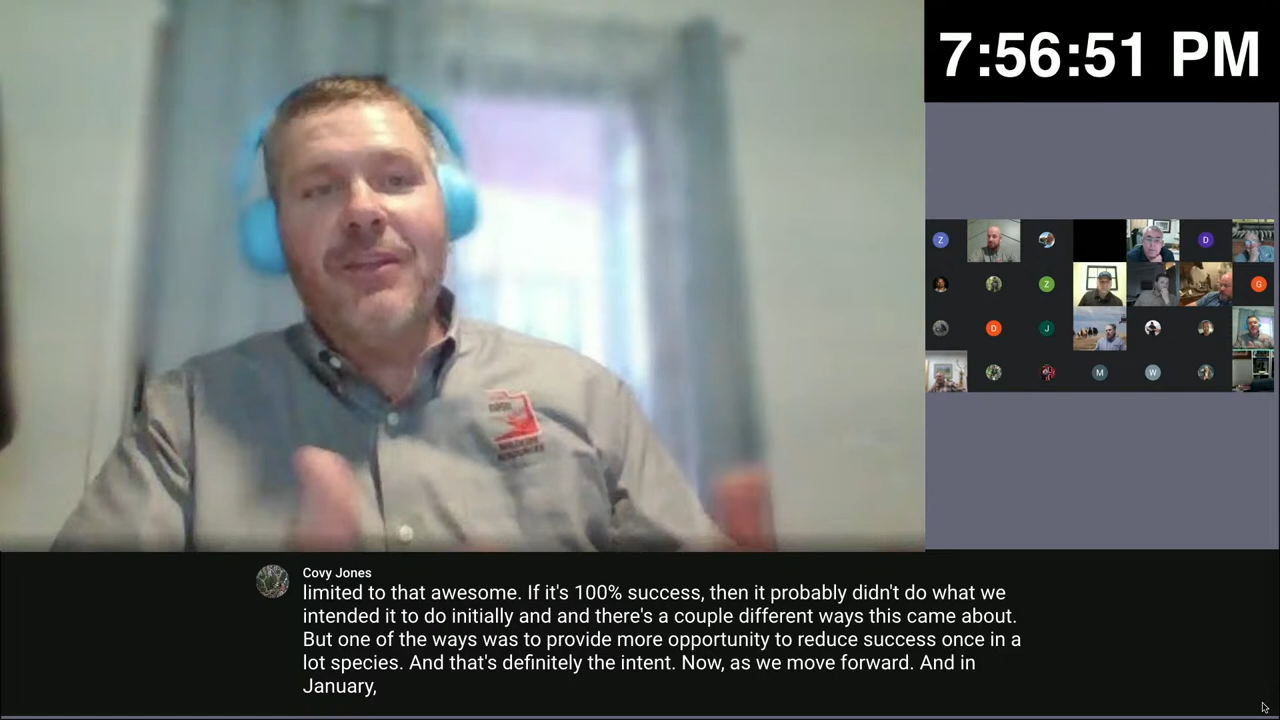 7:56:51 PM
Z
D
Z
G
D
J
M
W
Covy Jones
limited to that awesome. If it's 100% success, then it probably didn't do what we
intended it to do initially and and there's a couple different ways this came about.
But one of the ways was to provide more opportunity to reduce success once in a
lot species. And that's definitely the intent. Now, as we move forward. And in
January,